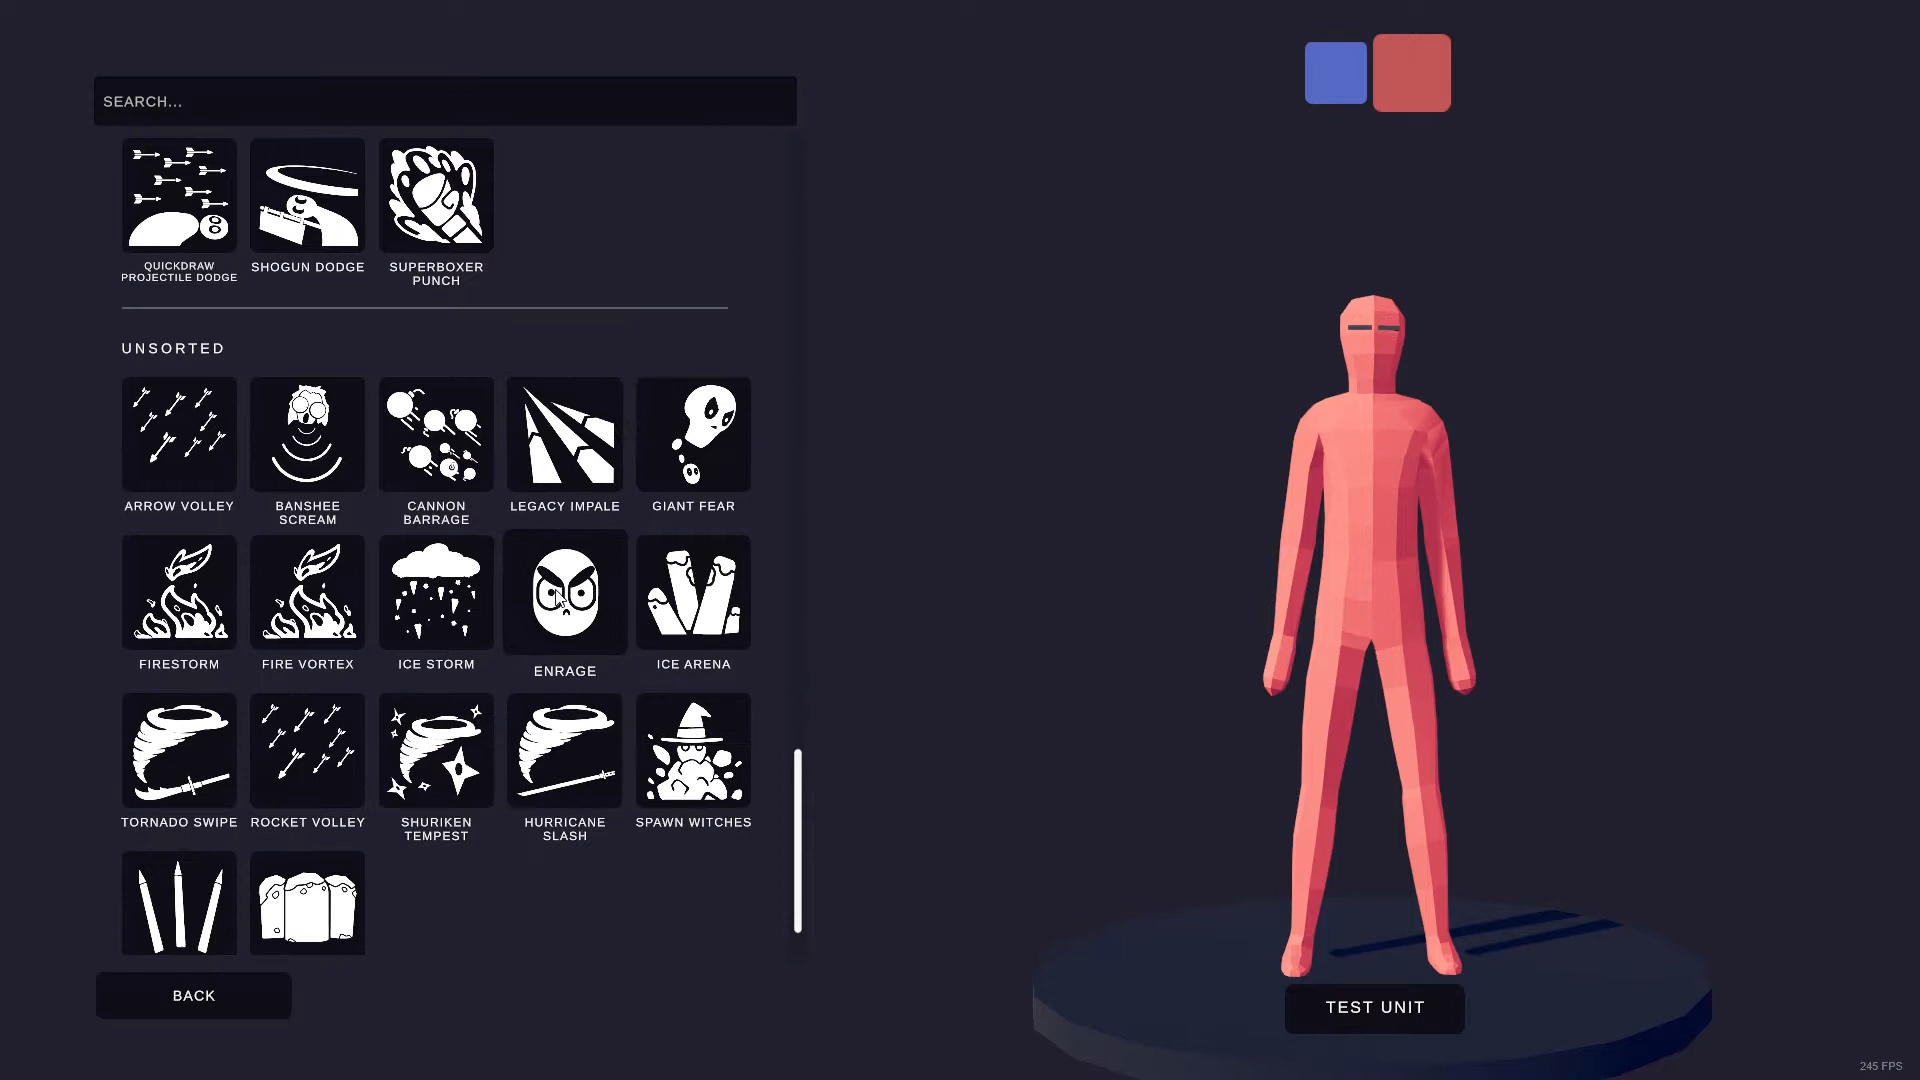 SEARCH...
QUICKDRAW
PROJECTILE DODGE
SHOGUN DODGE
SUPERBOXER
PUNCH
UNSORTED
ARROW VOLLEY
BANSHEE
SCREAM
CANNON
BARRAGE
LEGACY IMPALE
GIANT FEAR
FIRESTORM
FIRE VORTEX
ICE STORM
ENRAGE
ICE ARENA
TORNADO SWIPE
ROCKET VOLLEY
SHURIKEN
TEMPEST
HURRICANE
SLASH
SPAWN WITCHES
BACK
TEST UNIT
245 FPS